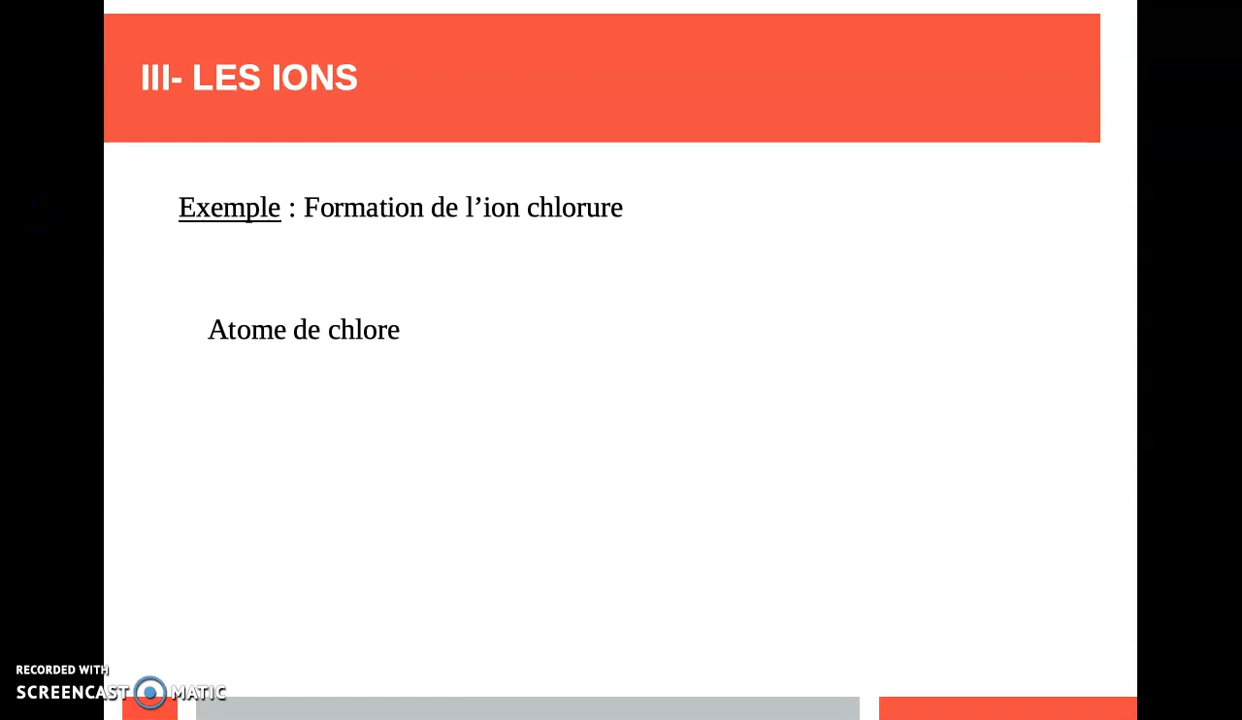 III- LES IONS
Exemple : Formation de l’ion chlorure
Atome de chlore
RECORDED WITH
SCREENCAST MATIC